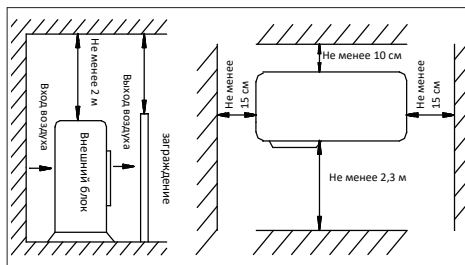 Вход воздуха
Не менее 2 м
Внешний блок
Выход воздуха
заграждение
Не менее 10 см
Не менее
15 см
Не менее
15 см
Не менее 2,3 м